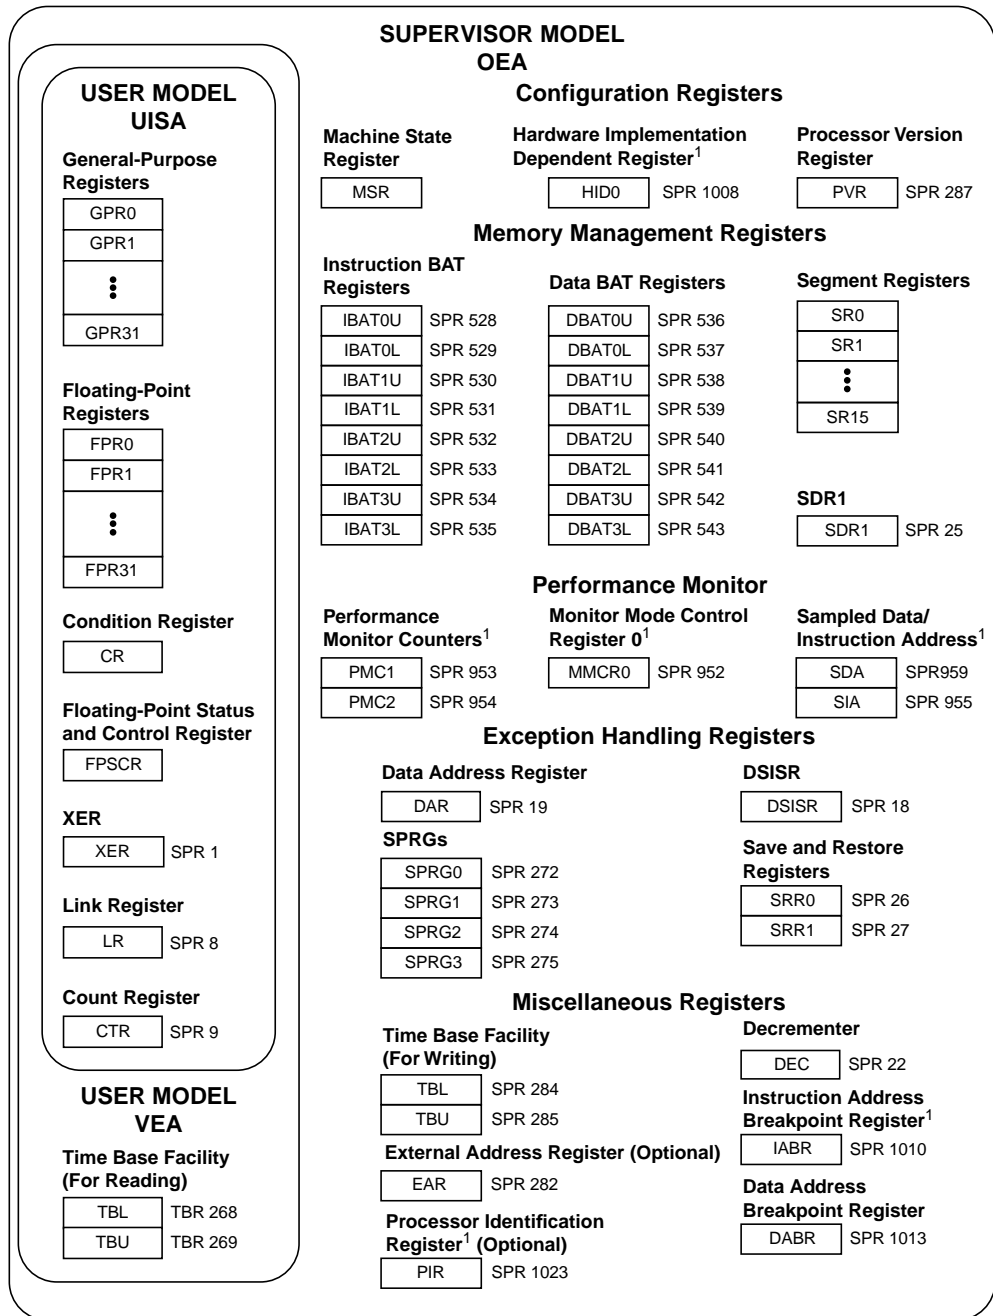 SUPERVISOR MODEL
OEA
USER MODEL
UISA
General-Purpose
Registers
GPR0
GPR1
GPR31
Floating-Point
Registers
FPR0
FPR1
FPR31
Condition Register
CR
Floating-Point Status
and Control Register
FPSCR
XER
XER SPR 1
Link Register
LR SPR 8
Count Register
CTR SPR 9
USER MODEL
VEA
Time Base Facility
(For Reading)
TBL TBR 268
TBU TBR 269
Configuration Registers
Machine State
Register
MSR
Hardware Implementation
Dependent Register1
HID0 SPR 1008
Processor Version
Register
PVR SPR 287
Memory Management Registers
Instruction BAT
Registers
IBAT0U SPR 528
IBAT0L SPR 529
IBAT1U SPR 530
IBAT1L SPR 531
IBAT2U SPR 532
IBAT2L SPR 533
IBAT3U SPR 534
IBAT3L SPR 535
Data BAT Registers
DBAT0U SPR 536
DBAT0L SPR 537
DBAT1U SPR 538
DBAT1L SPR 539
DBAT2U SPR 540
DBAT2L SPR 541
DBAT3U SPR 542
DBAT3L SPR 543
Segment Registers
SR0
SR1
SR15
SDR1
SDR1 SPR 25
Performance Monitor
Performance
Monitor Counters1
PMC1 SPR 953
PMC2 SPR 954
Monitor Mode Control
Register 01
MMCR0 SPR 952
Sampled Data/
Instruction Address1
SDA SPR959
SIA SPR 955
Exception Handling Registers
Data Address Register
DAR SPR 19
SPRGs
SPRG0 SPR 272
SPRG1 SPR 273
SPRG2 SPR 274
SPRG3 SPR 275
DSISR
DSISR SPR 18
Save and Restore
Registers
SRR0 SPR 26
SRR1 SPR 27
Miscellaneous Registers
Time Base Facility
(For Writing)
TBL SPR 284
TBU SPR 285
External Address Register (Optional)
EAR SPR 282
Processor Identification
Register1 (Optional)
PIR SPR 1023
Decrementer
DEC SPR 22
Instruction Address
Breakpoint Register1
IABR SPR 1010
Data Address
Breakpoint Register
DABR SPR 1013